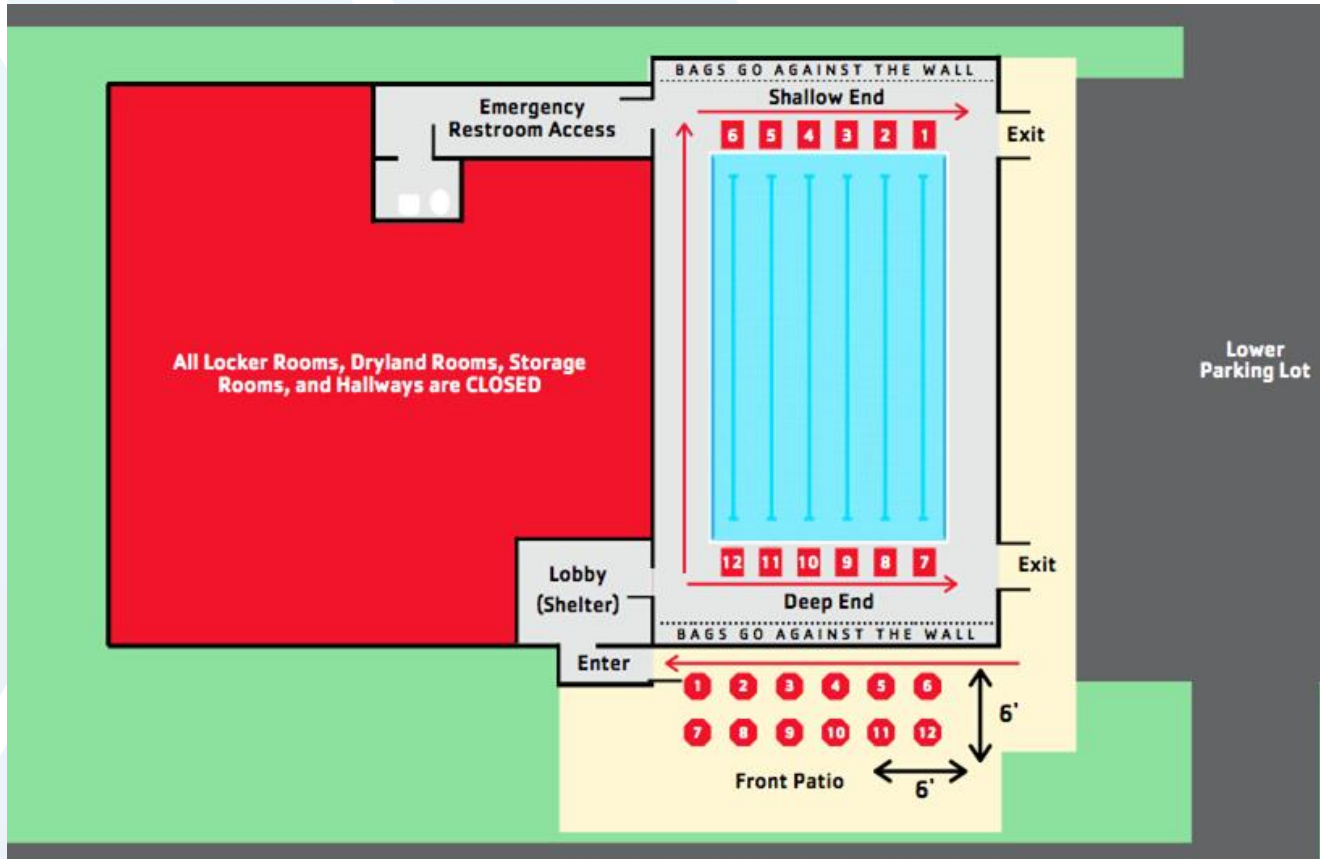 BAGS GO AGAINST THE WALL
Shallow End
Emergency
Restroom Access
6 5 4 3 2 1
Exit
All Locker Rooms, Dryland Rooms, Storage
Rooms, and Hallways are CLOSED
Lower
Parking Lot
12 11 10 9 8 7
Exit
Lobby
(Shelter)
Deep End
BAGS GO AGAINST THE WALL
Enter
1 2 3 4 5 6
6'
7 8 9 10 11 12
Front Patio
6'